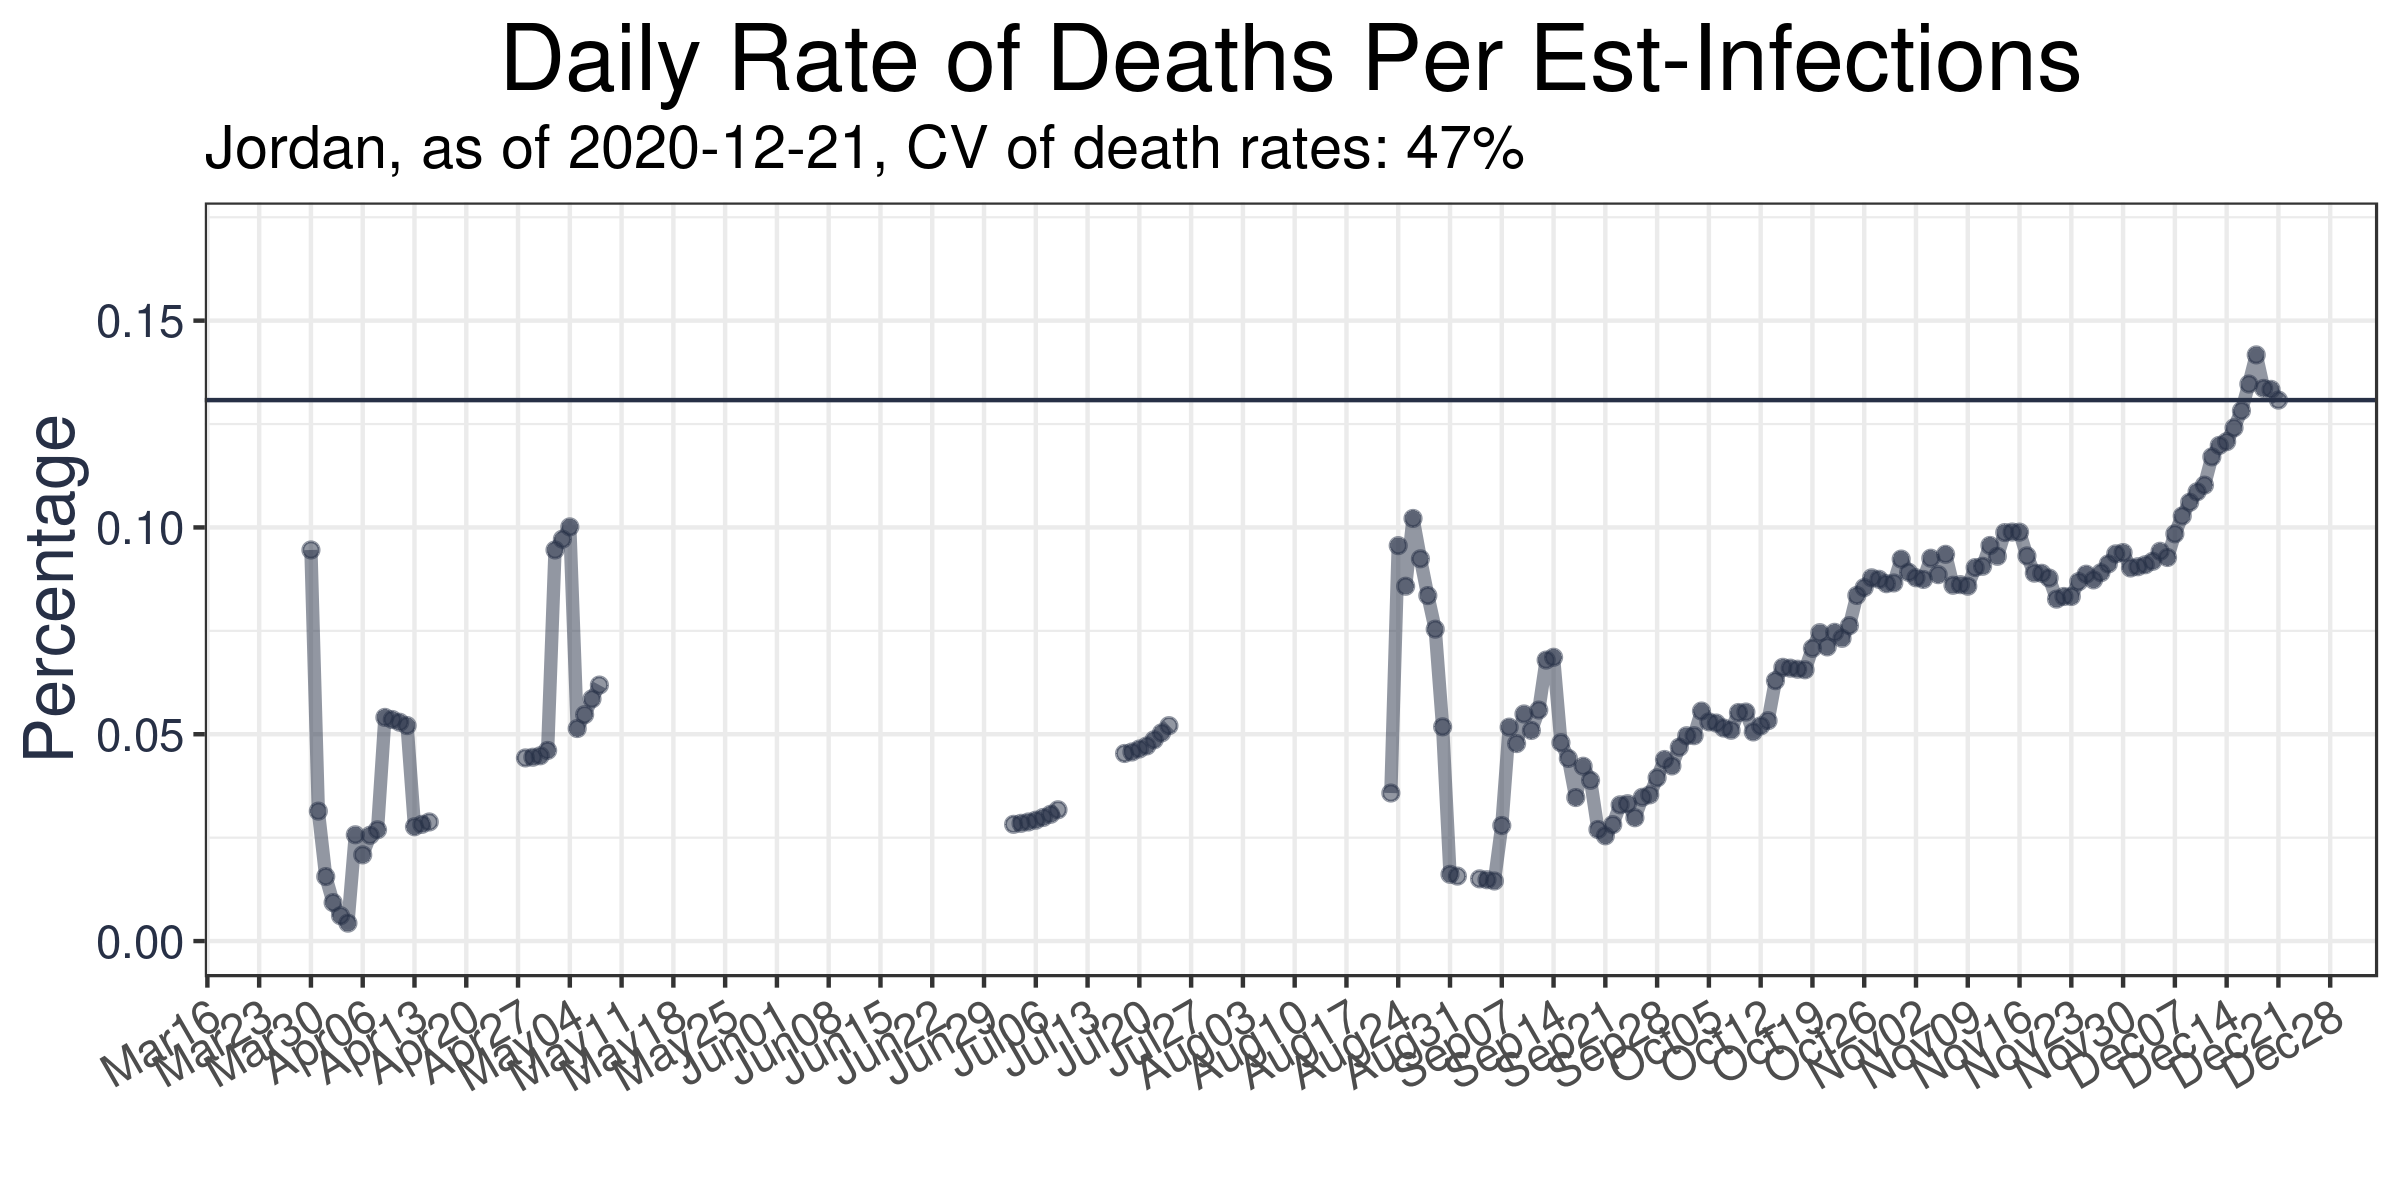 Daily Rate of Deaths Per Est-Infections
Jordan, as of 2020-12-21, CV of death rates: 47%
Percentage
0.15
0.10
0.05
0.00
Mar16
Mar23
Mar30
Apr06
Apr13
Apr20
Apr27
May04
May11
May18
May25
Jun01
Jun08
Jun15
Jun22
Jun29
Jul06
Jul13
Jul20
Jul27
Aug03
Aug10
Aug17
Aug24
Aug31
Sep07
Sep14
Sep21
Sep28
Oct05
Oct12
Oct19
Oct26
Nov02
Nov09
Nov16
Nov23
Nov30
Dec07
Dec14
Dec21
Dec28